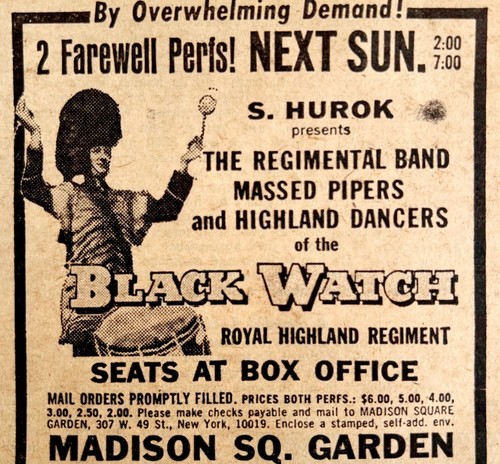 By Overwhelming Demand!
2 Farewell Perfs! NEXT SUN. 2:00 7:00
S. HUROK
presents
THE REGIMENTAL BAND
MASSED PIPERS
and HIGHLAND DANCERS
of the
BLACK WATCH
ROYAL HIGHLAND REGIMENT
SEATS AT BOX OFFICE
MAIL ORDERS PROMPTLY FILLED. PRICES BOTH PERFS.: $6.00, 5.00, 4.00,
3.00, 2.50, 2.00. Please make checks payable and mail to MADISON SQUARE
GARDEN, 307 W. 49 St., New York, 10019. Enclose a stamped, self-add. env.
MADISON SQ. GARDEN